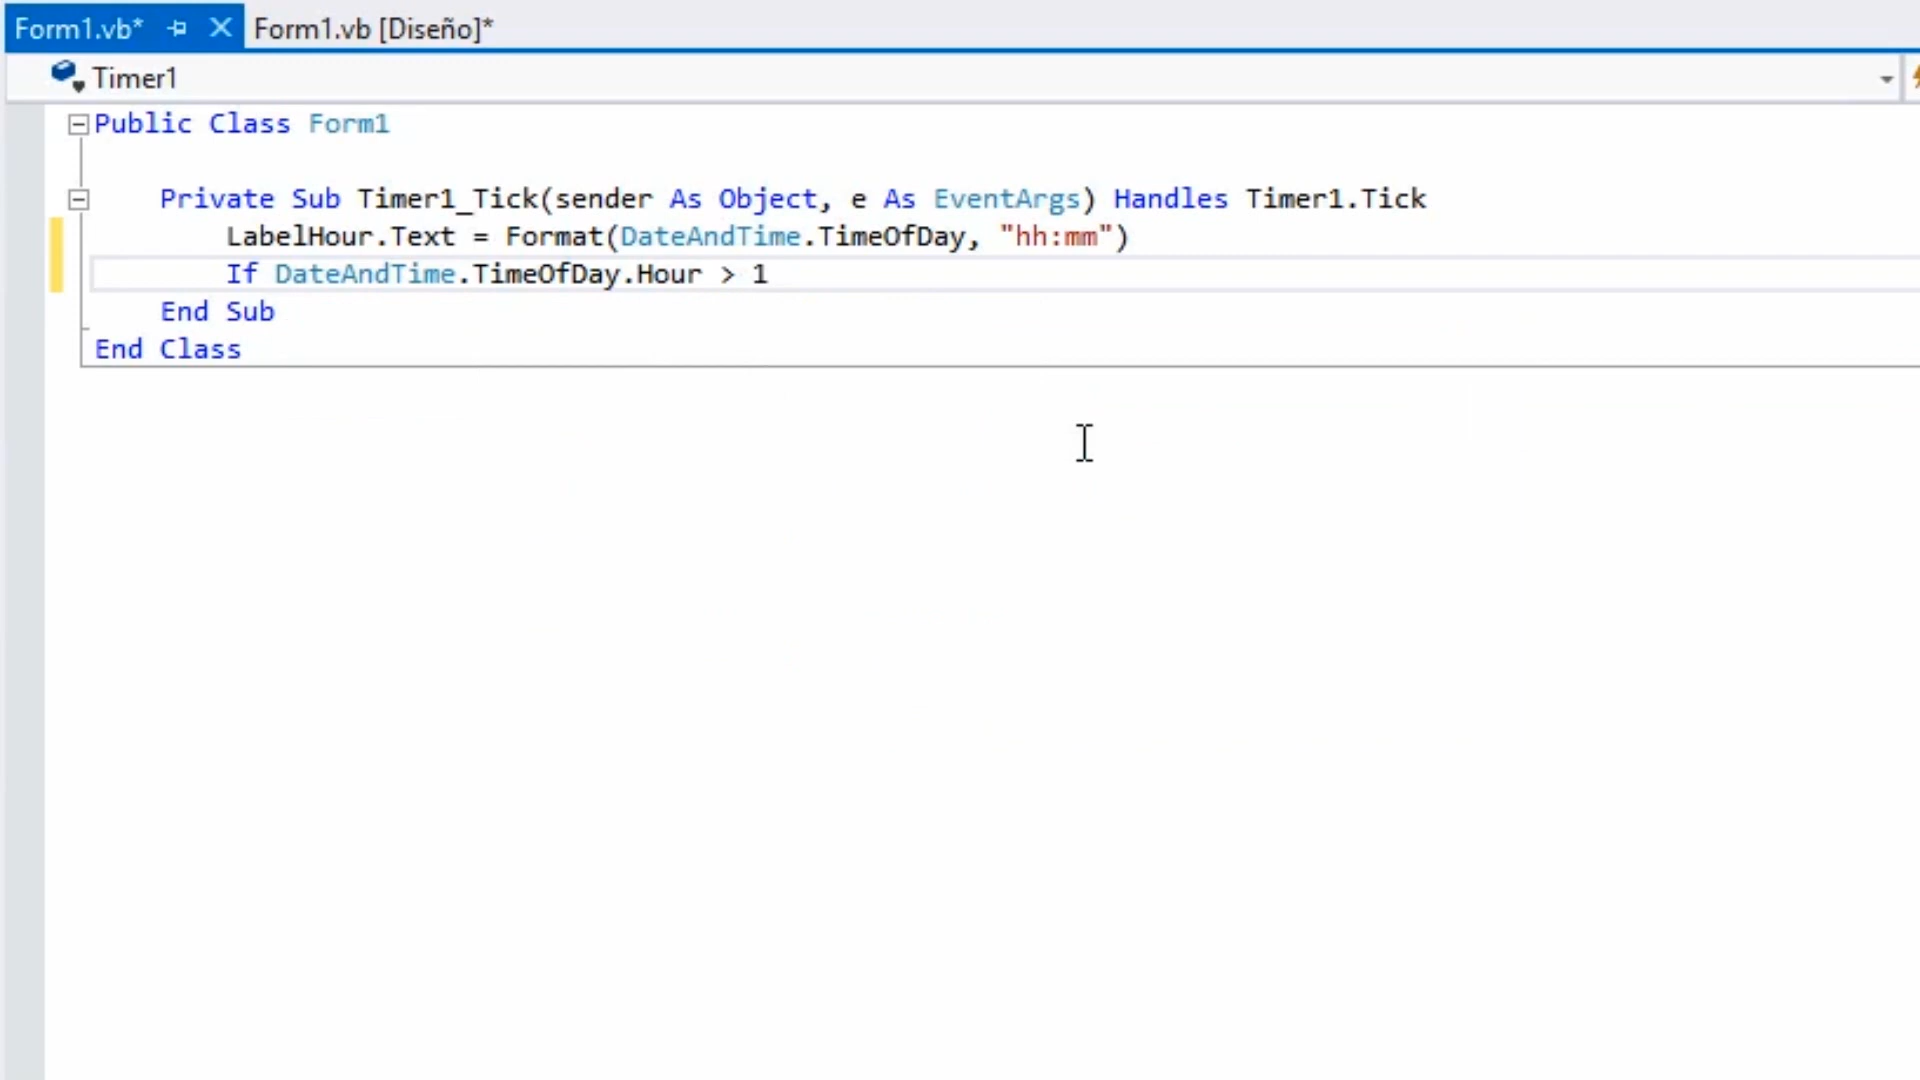 Form1.vb* Form1.vb [Diseño]*
Timer1
Public Class Form1
Private Sub Timer1_Tick(sender As Object, e As EventArgs) Handles Timer1.Tick
LabelHour.Text = Format(DateAndTime.TimeOfDay, "hh:mm")
If DateAndTime.TimeOfDay.Hour > 1
End Sub
End Class